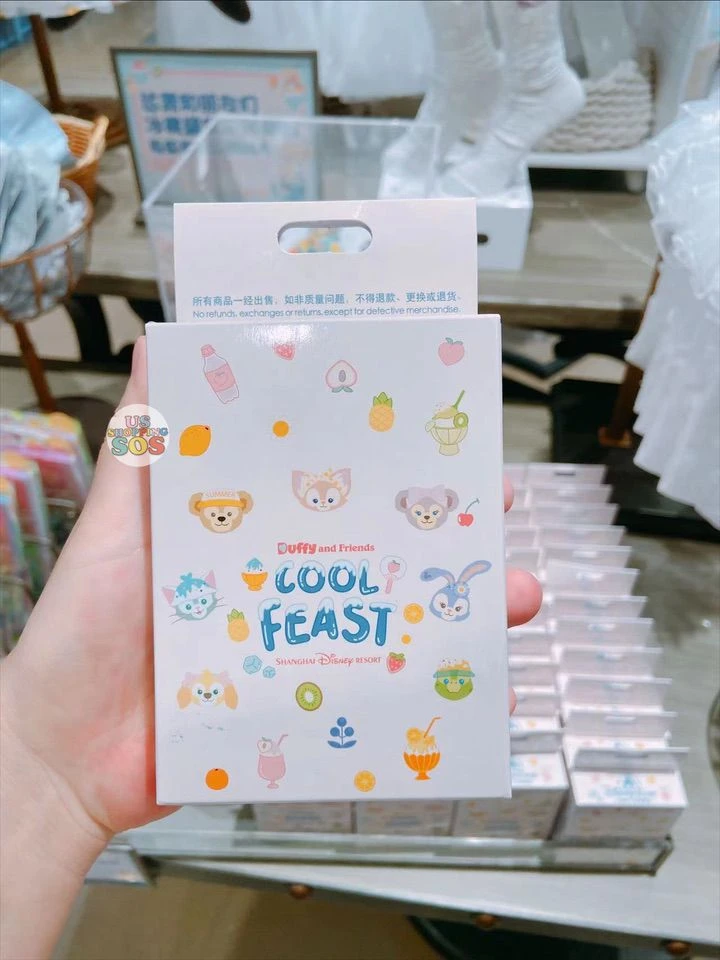 所有商品一经出售，如非质量问题，不得退款、更换或退货。
No refunds, exchanges or returns, except for defective merchandise.
US
SHOPPING
SOS
SUMMER
Duffy and Friends
COOL
FEAST
SHANGHAI Disney RESORT